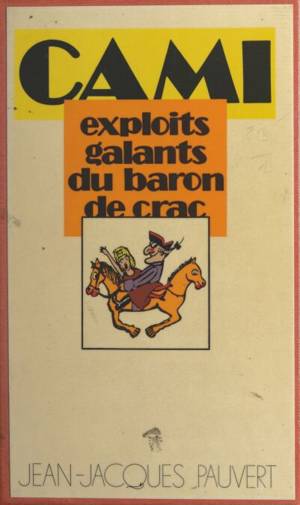 CAMI
exploits
galants
du baron
de crac
JEAN-JACQUES PAUVERT